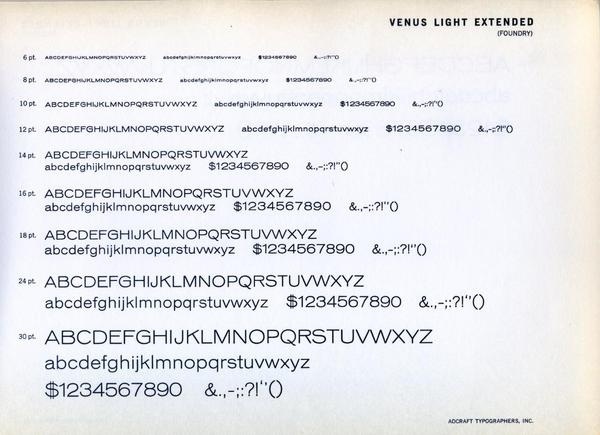 VENUS LIGHT EXTENDED
(FOUNDRY)
6 pt. ABCDEFGHIJKLMNOPQRSTUVWXYZ abcdefghijklmnopqrstuvwxyz $1234567890 &.,-;:?!''()
8 pt. ABCDEFGHIJKLMNOPQRSTUVWXYZ abcdefghijklmnopqrstuvwxyz $1234567890 &.,-;:?!''()
10 pt. ABCDEFGHIJKLMNOPQRSTUVWXYZ abcdefghijklmnopqrstuvwxyz $1234567890 &.,-;:?!''()
12 pt. ABCDEFGHIJKLMNOPQRSTUVWXYZ abcdefghijklmnopqrstuvwxyz $1234567890 &.,-;:?!''()
14 pt. ABCDEFGHIJKLMNOPQRSTUVWXYZ
abcdefghijklmnopqrstuvwxyz $1234567890 &.,-;:?!''()
16 pt. ABCDEFGHIJKLMNOPQRSTUVWXYZ
abcdefghijklmnopqrstuvwxyz $1234567890 &.,-;:?!''()
18 pt. ABCDEFGHIJKLMNOPQRSTUVWXYZ
abcdefghijklmnopqrstuvwxyz $1234567890 &.,-;:?!''()
24 pt. ABCDEFGHIJKLMNOPQRSTUVWXYZ
abcdefghijklmnopqrstuvwxyz $1234567890 &.,-;:?!''()
30 pt. ABCDEFGHIJKLMNOPQRSTUVWXYZ
abcdefghijklmnopqrstuvwxyz
$1234567890 &.,-;:?!‘'()
ADCRAFT TYPOGRAPHERS, INC.